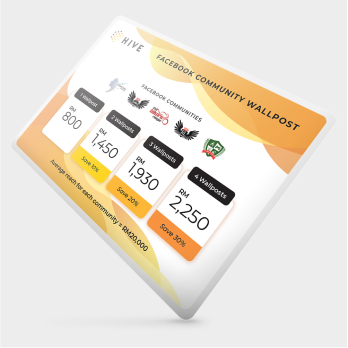 HIVE
FACEBOOK COMMUNITY WALLPOST
FACEBOOK COMMUNITIES
1 Wallpost
RM
800
2 Wallposts
RM
1,450
Save 10%
3 Wallposts
RM
1,930
Save 20%
4 Wallposts
RM
2,250
Save 30%
Average reach for each community = RM20,000